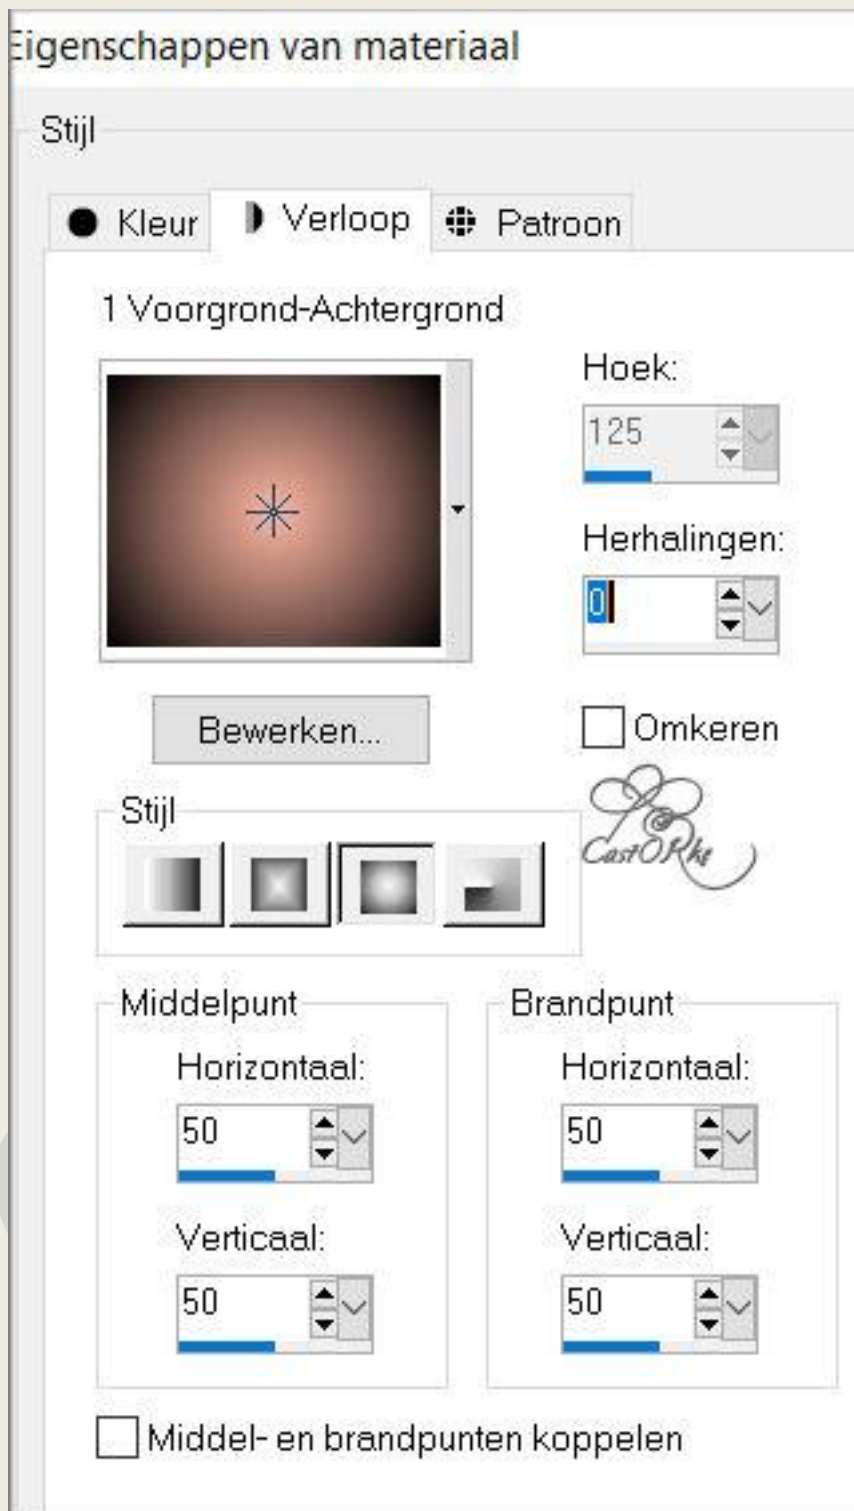 Eigenschappen van materiaal
Stijl
Kleur Verloop Patroon
1 Voorgrond-Achtergrond
Hoek:
125
Herhalingen:
0
Bewerken...
Omkeren
Stijl
CastORke
Middelpunt
Horizontaal:
50
Verticaal:
50
Brandpunt
Horizontaal:
50
Verticaal:
50
Middel- en brandpunten koppelen